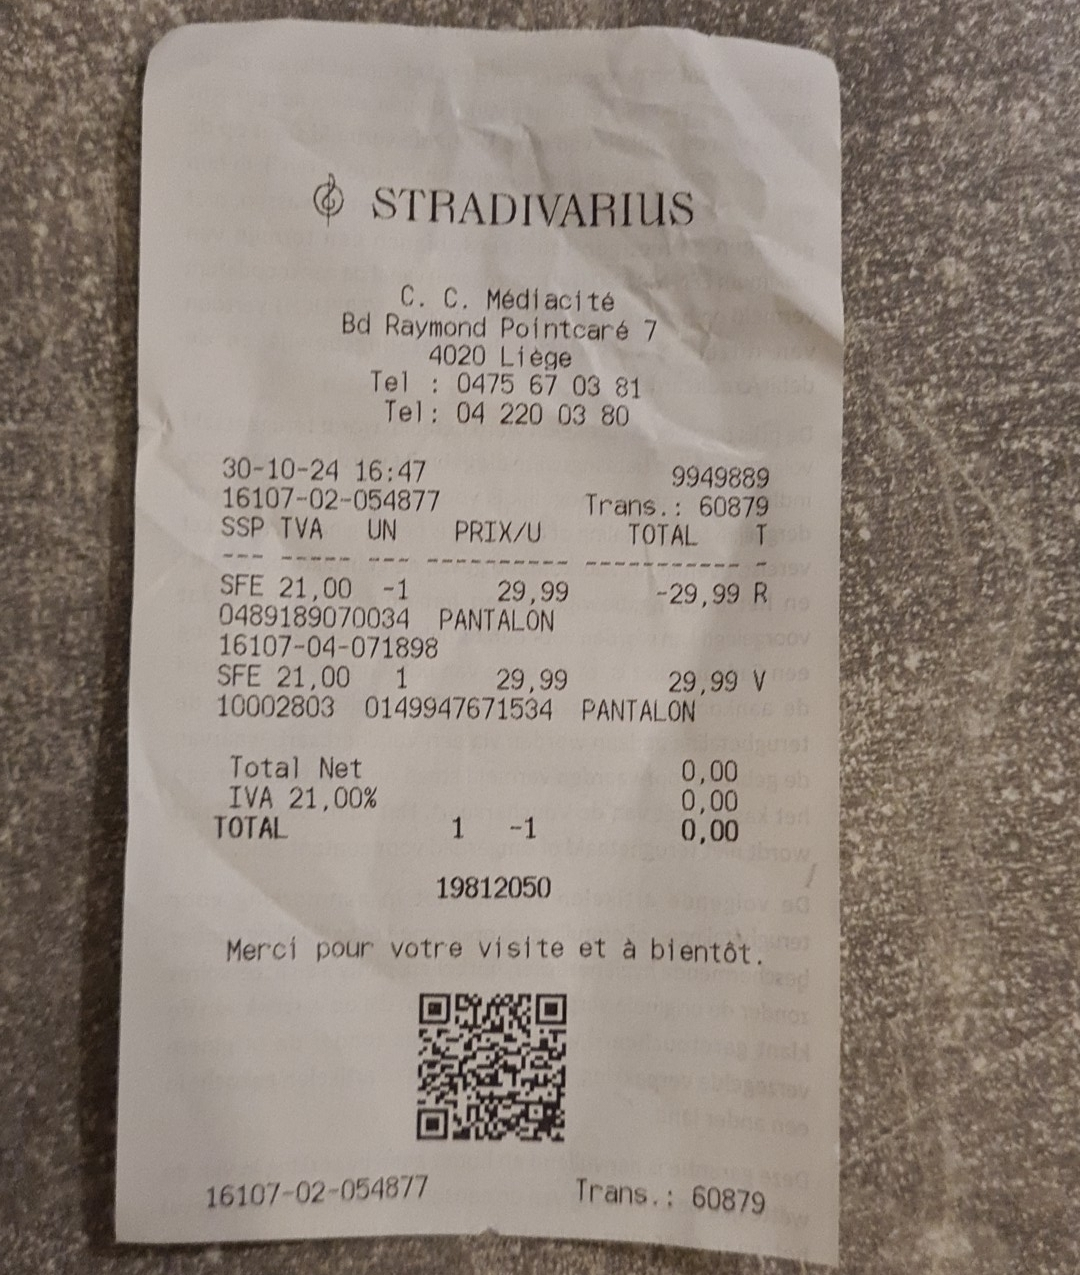 STRADIVARIUS
C. C. Médiacité
Bd Raymond Pointcaré 7
4020 Liège
Tel : 0475 67 03 81
Tel: 04 220 03 80
30-10-24 16:47 9949889
16107-02-054877 Trans.: 60879
SSP TVA UN PRIX/U TOTAL T
--- ----- --- ---------- ----------- -
SFE 21,00 -1 29,99 -29,99 R
0489189070034 PANTALON
16107-04-071898
SFE 21,00 1 29,99 29,99 V
10002803 0149947671534 PANTALON
Total Net 0,00
IVA 21,00% 0,00
TOTAL 1 -1 0,00
19812050
Merci pour votre visite et à bientôt.
16107-02-054877 Trans.: 60879